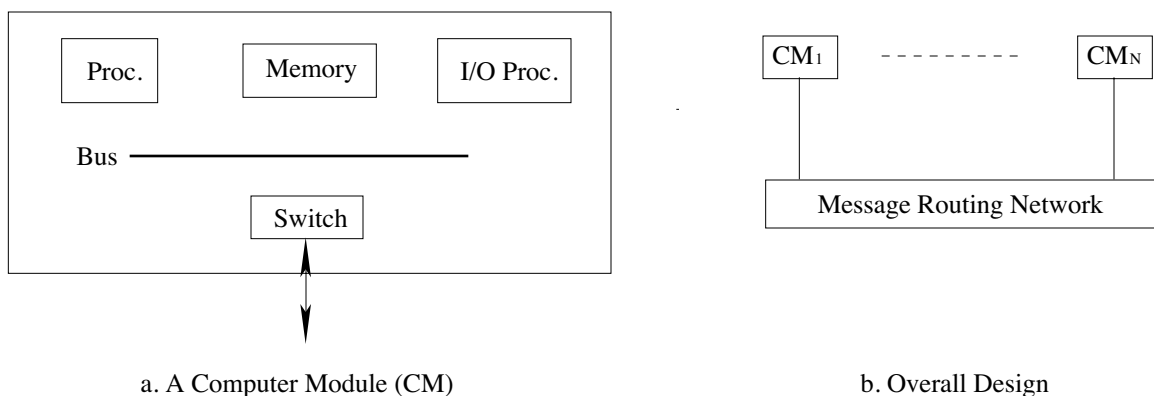 Proc.
Memory
I/O Proc.
Bus
Switch
a. A Computer Module (CM)
CM1
CMN
Message Routing Network
b. Overall Design